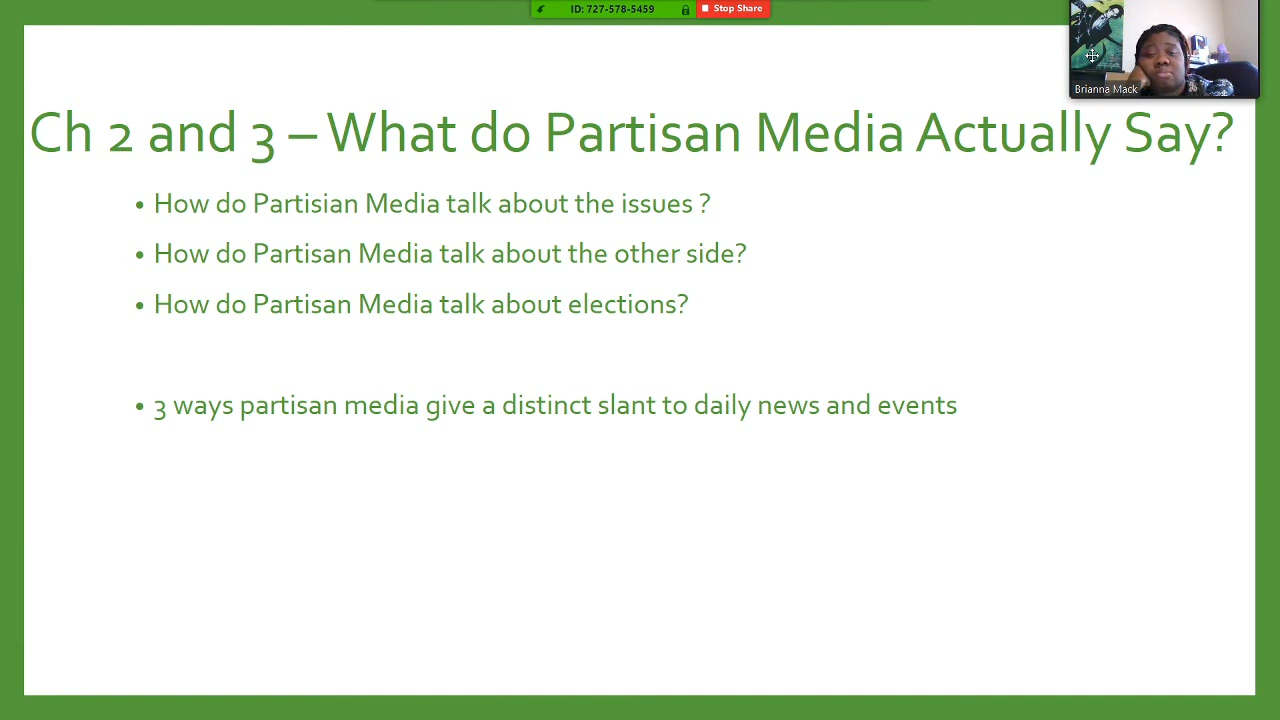 ID: 727-578-5459
Stop Share
Brianna Mack
Ch 2 and 3 – What do Partisan Media Actually Say?
• How do Partisian Media talk about the issues ?
• How do Partisan Media talk about the other side?
• How do Partisan Media talk about elections?
• 3 ways partisan media give a distinct slant to daily news and events